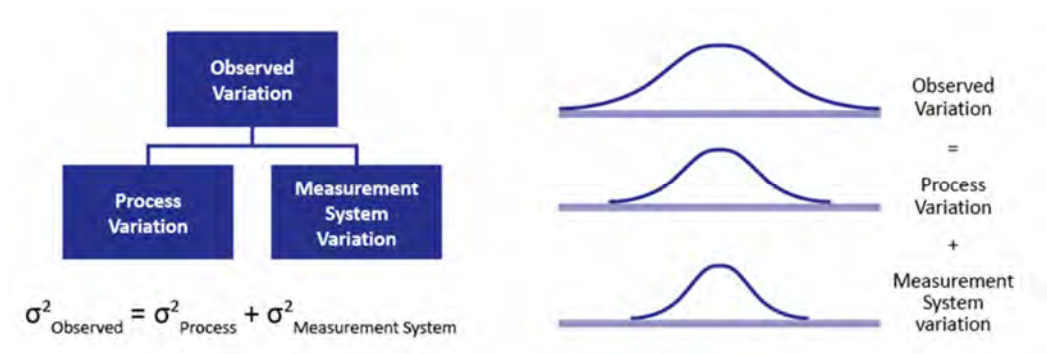 Observed
Variation
Process
Variation
Measurement
System
Variation
σ²Observed = σ²Process + σ²Measurement System
Observed
Variation
=
Process
Variation
+
Measurement
System
variation